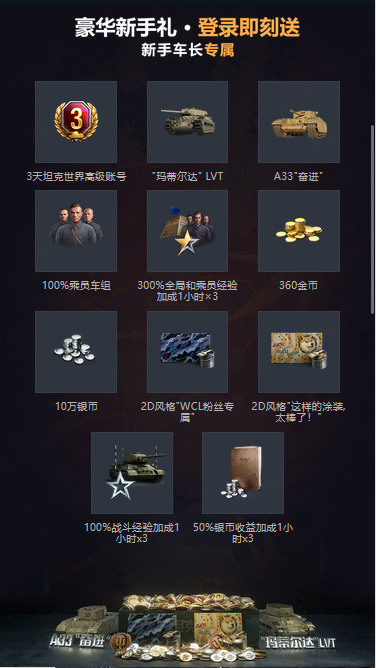 豪华新手礼·登录即刻送
新手车长专属
3
3天坦克世界高级账号
"玛蒂尔达" LVT
A33"奋进"
100%乘员车组
300%全局和乘员经验
加成1小时×3
360金币
10万银币
2D风格"WCL粉丝专
属"
2D风格"这样的涂装,
太棒了!"
100%战斗经验加成1
小时x3
50%银币收益加成1小
时x3
A33"奋进"
"玛蒂尔达"LVT